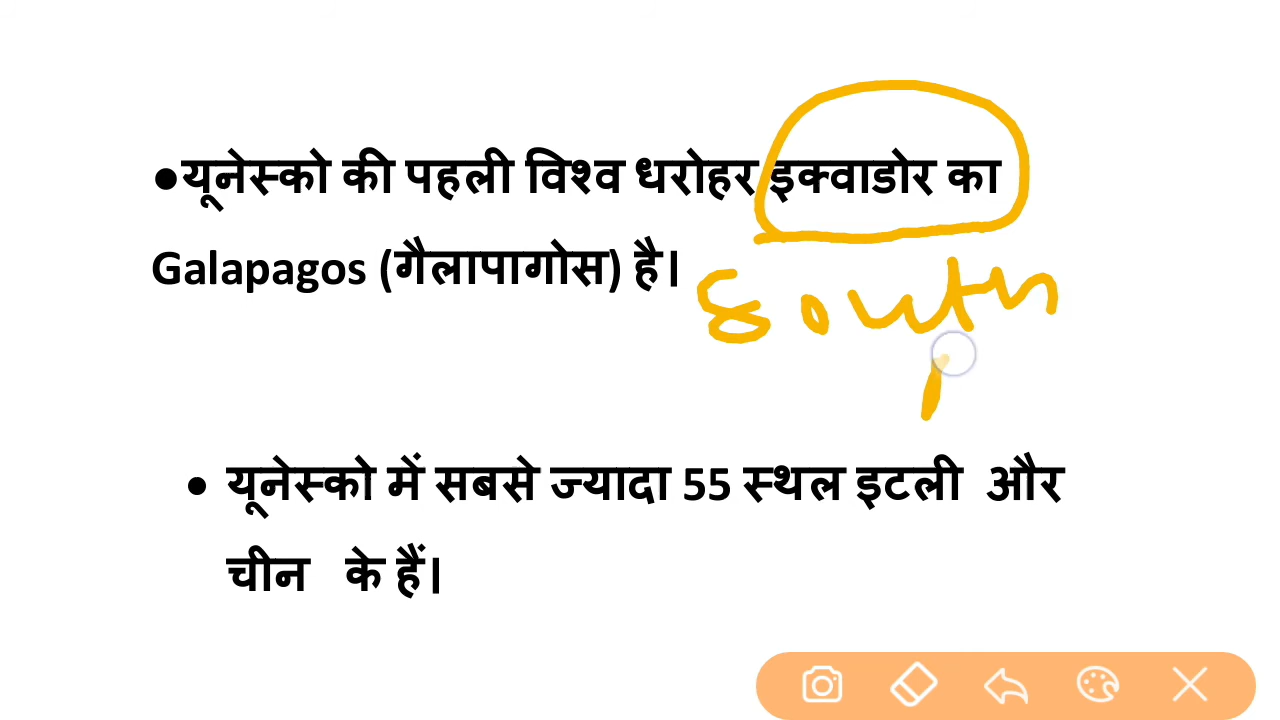 ●यूनेस्को की पहली विश्व धरोहर इक्वाडोर का
Galapagos (गैलापागोस) है।
South
• यूनेस्को में सबसे ज्यादा 55 स्थल इटली और
चीन के हैं।